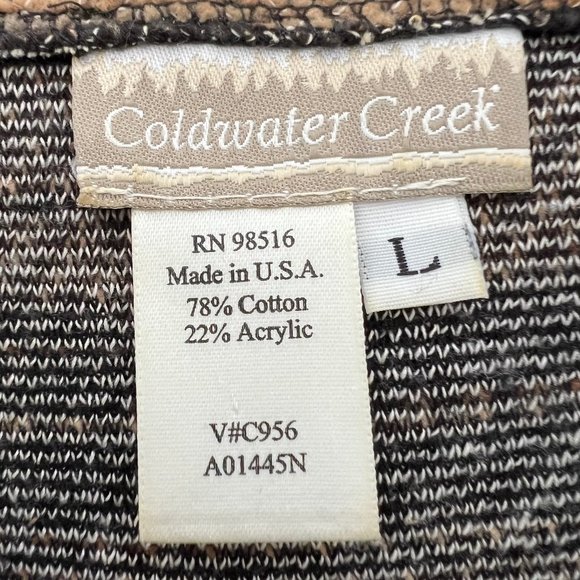 Coldwater Creek
RN 98516
Made in U.S.A.
78% Cotton
22% Acrylic
V#C956
A01445N
L